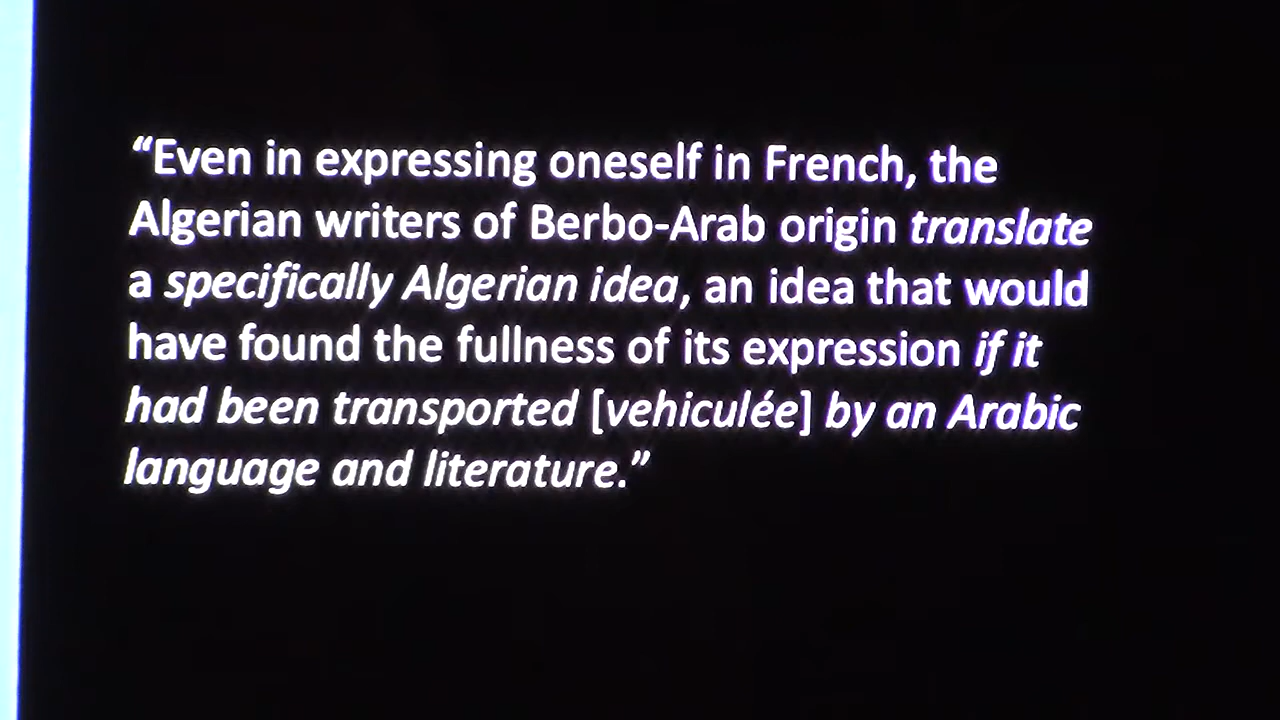 “Even in expressing oneself in French, the
Algerian writers of Berbo-Arab origin translate
a specifically Algerian idea, an idea that would
have found the fullness of its expression if it
had been transported [vehiculée] by an Arabic
language and literature.”